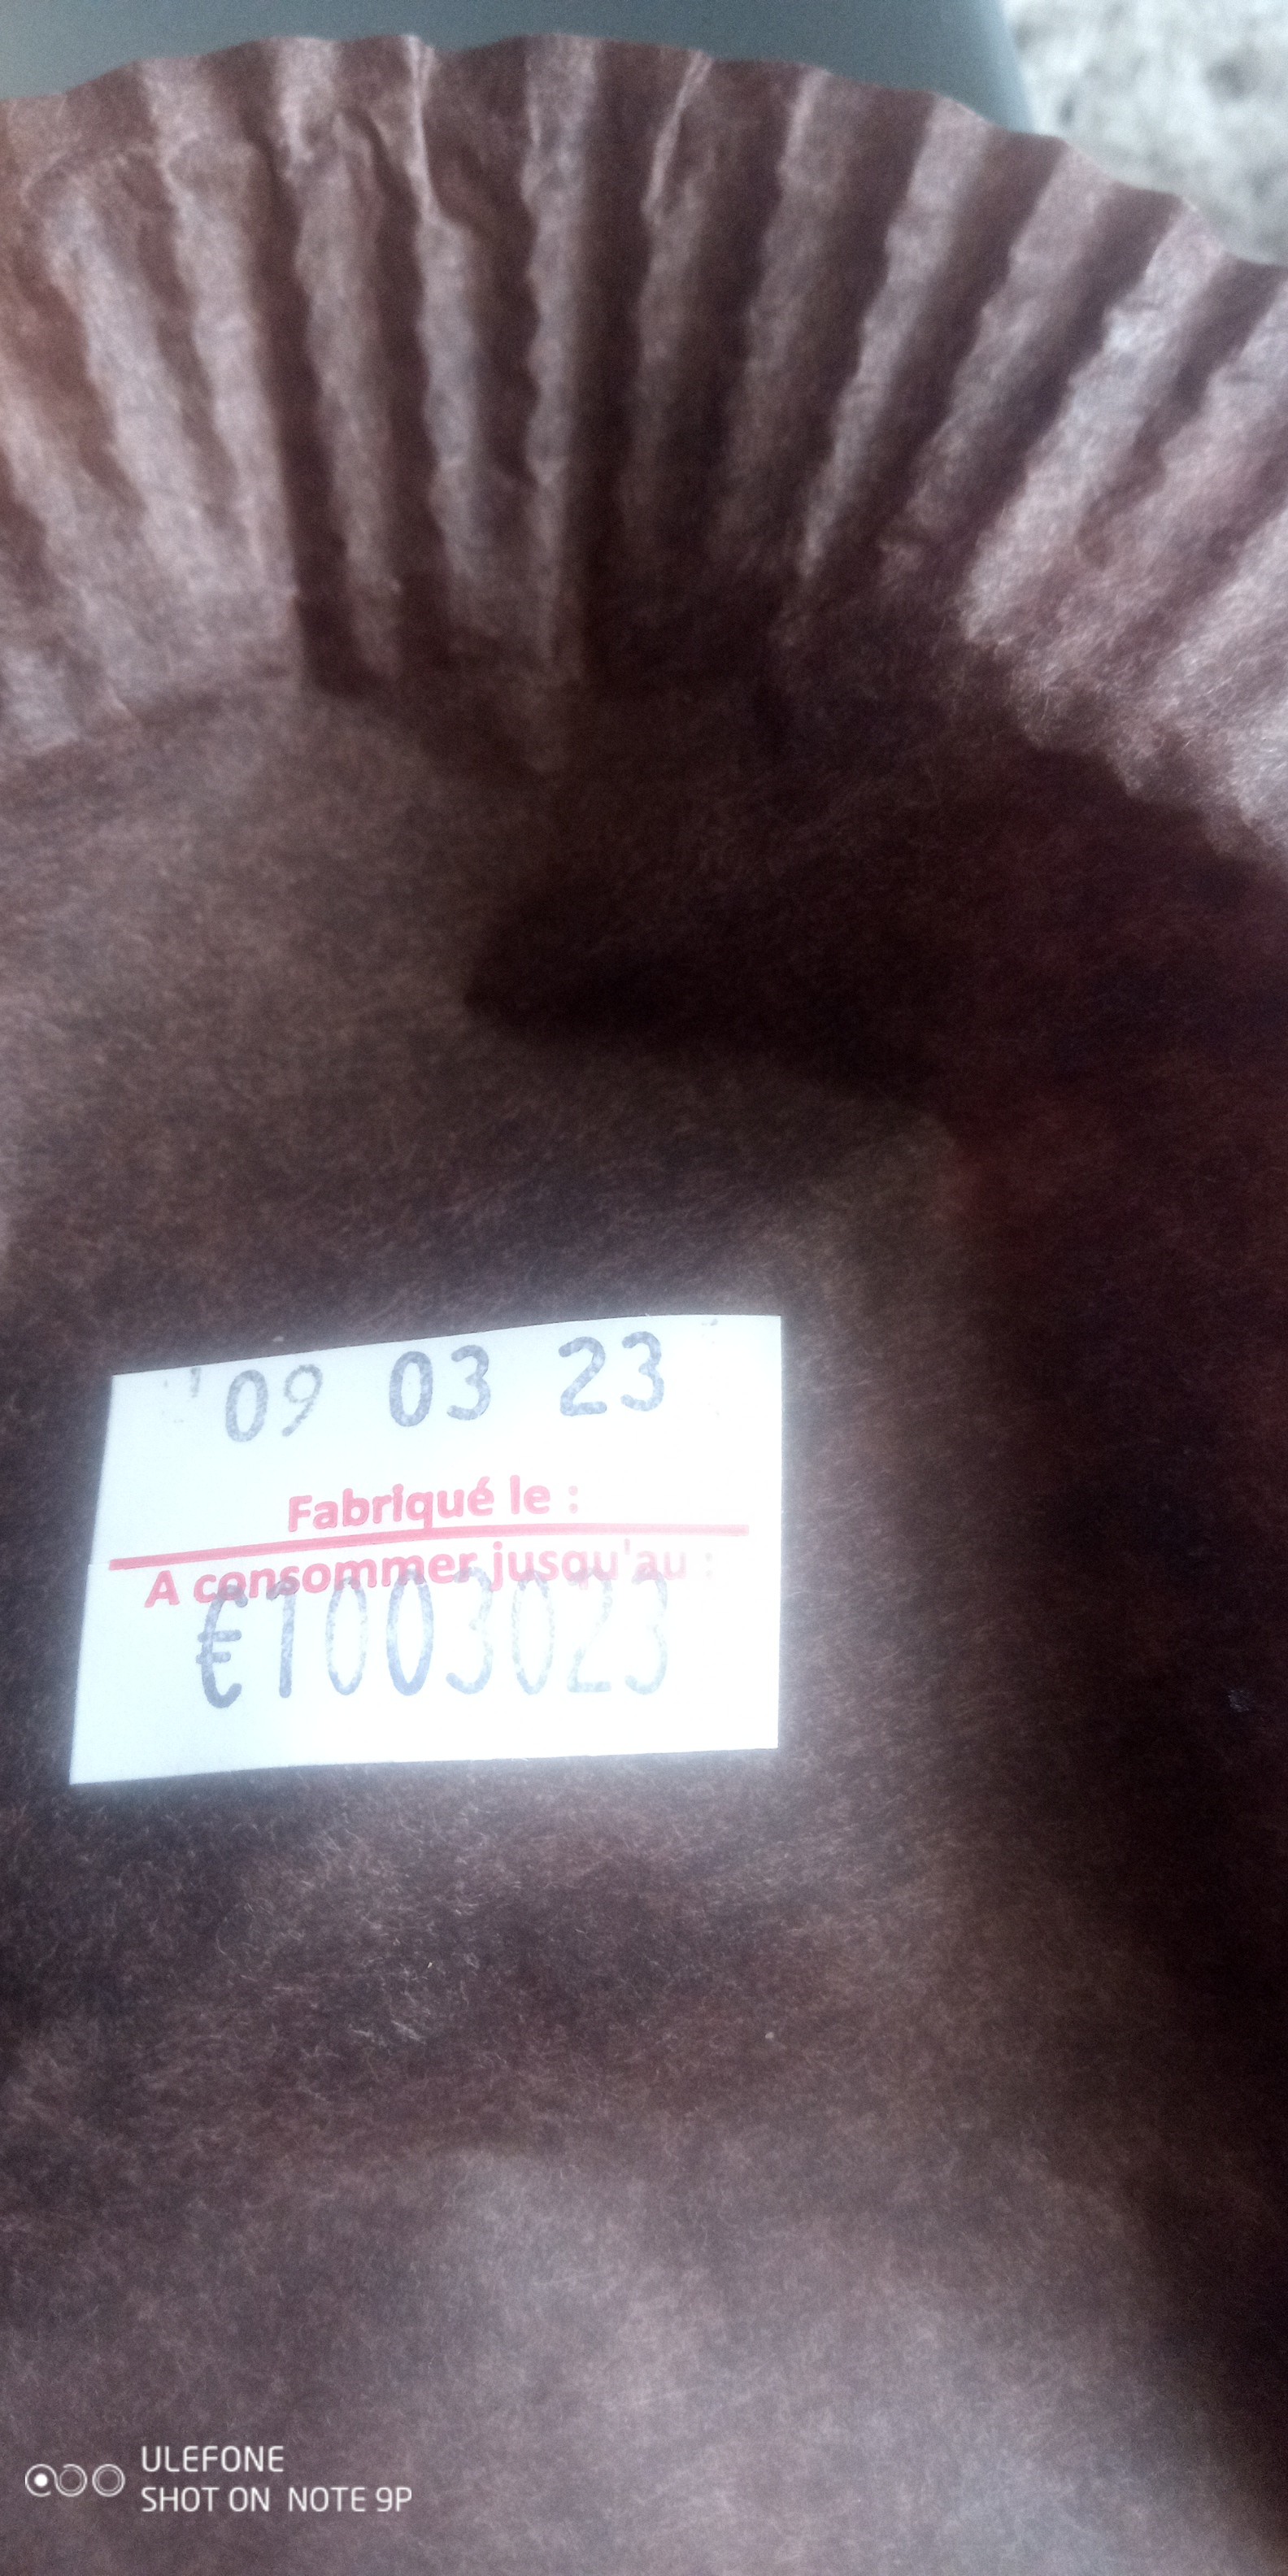 09 03 23
Fabriqué le :
A consommer jusqu'au :
€1003023
ULEFONE
SHOT ON NOTE 9P